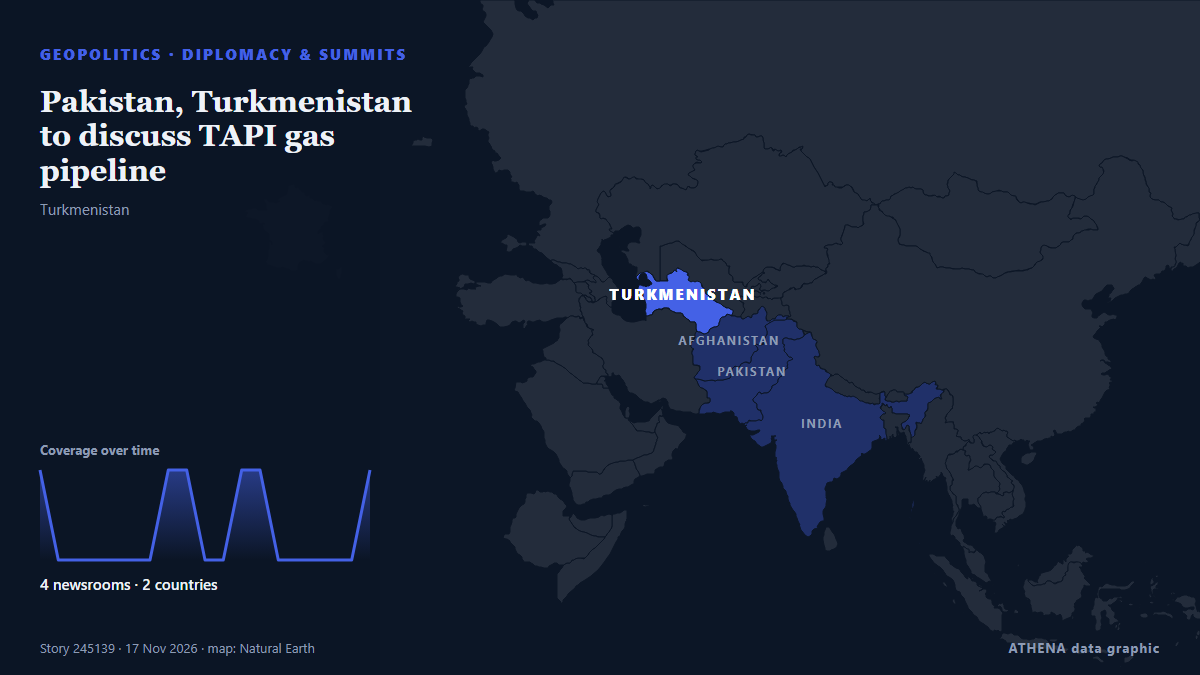 GEOPOLITICS · DIPLOMACY & SUMMITS
Pakistan, Turkmenistan
to discuss TAPI gas
pipeline
Turkmenistan
TURKMENISTAN
AFGHANISTAN
PAKISTAN
INDIA
Coverage over time
4 newsrooms · 2 countries
Story 245139 · 17 Nov 2026 · map: Natural Earth
ATHENA data graphic